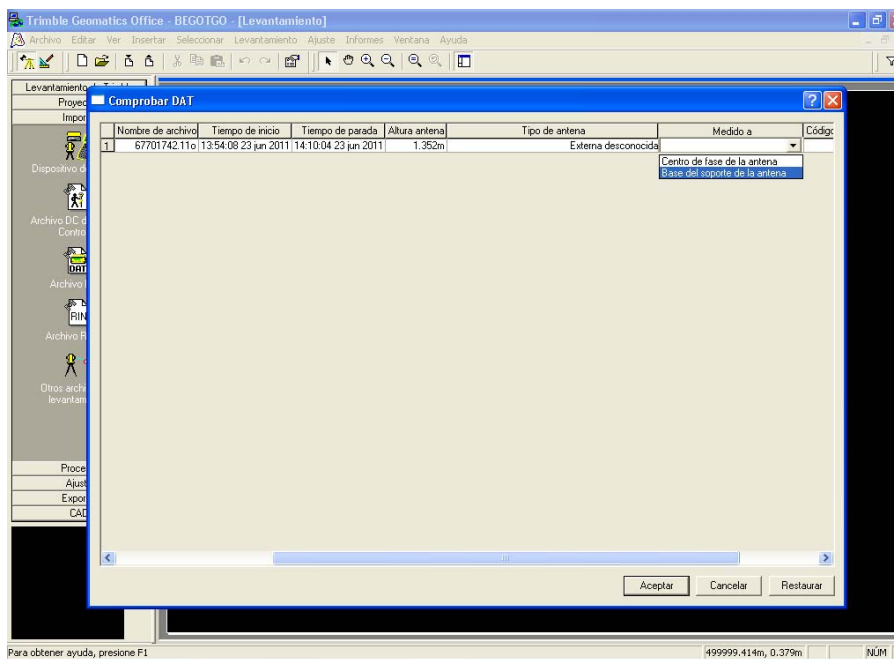 Trimble Geomatics Office - BEGOTGO - [Levantamiento]
Archivo Editar Ver Insertar Seleccionar Levantamiento Ajuste Informes Ventana Ayuda
Levantamiento
Comprobar DAT
Nombre de archivo Tiempo de inicio Tiempo de parada Altura antena Tipo de antena Medido a Códig
1 67701742.11o 13:54:08 23 jun 2011 14:10:04 23 jun 2011 1.352m Externa desconocida
Centro de fase de la antena
Base del soporte de la antena
Proyec
Impor
Dispositivo d
Archivo DC d
Contro
DAT
Archivo
RIN
Archivo R
Otros archi
levantam
Proce
Ajust
Expor
CAD
Aceptar Cancelar Restaurar
Para obtener ayuda, presione F1 499999.414m, 0.379m NÚM